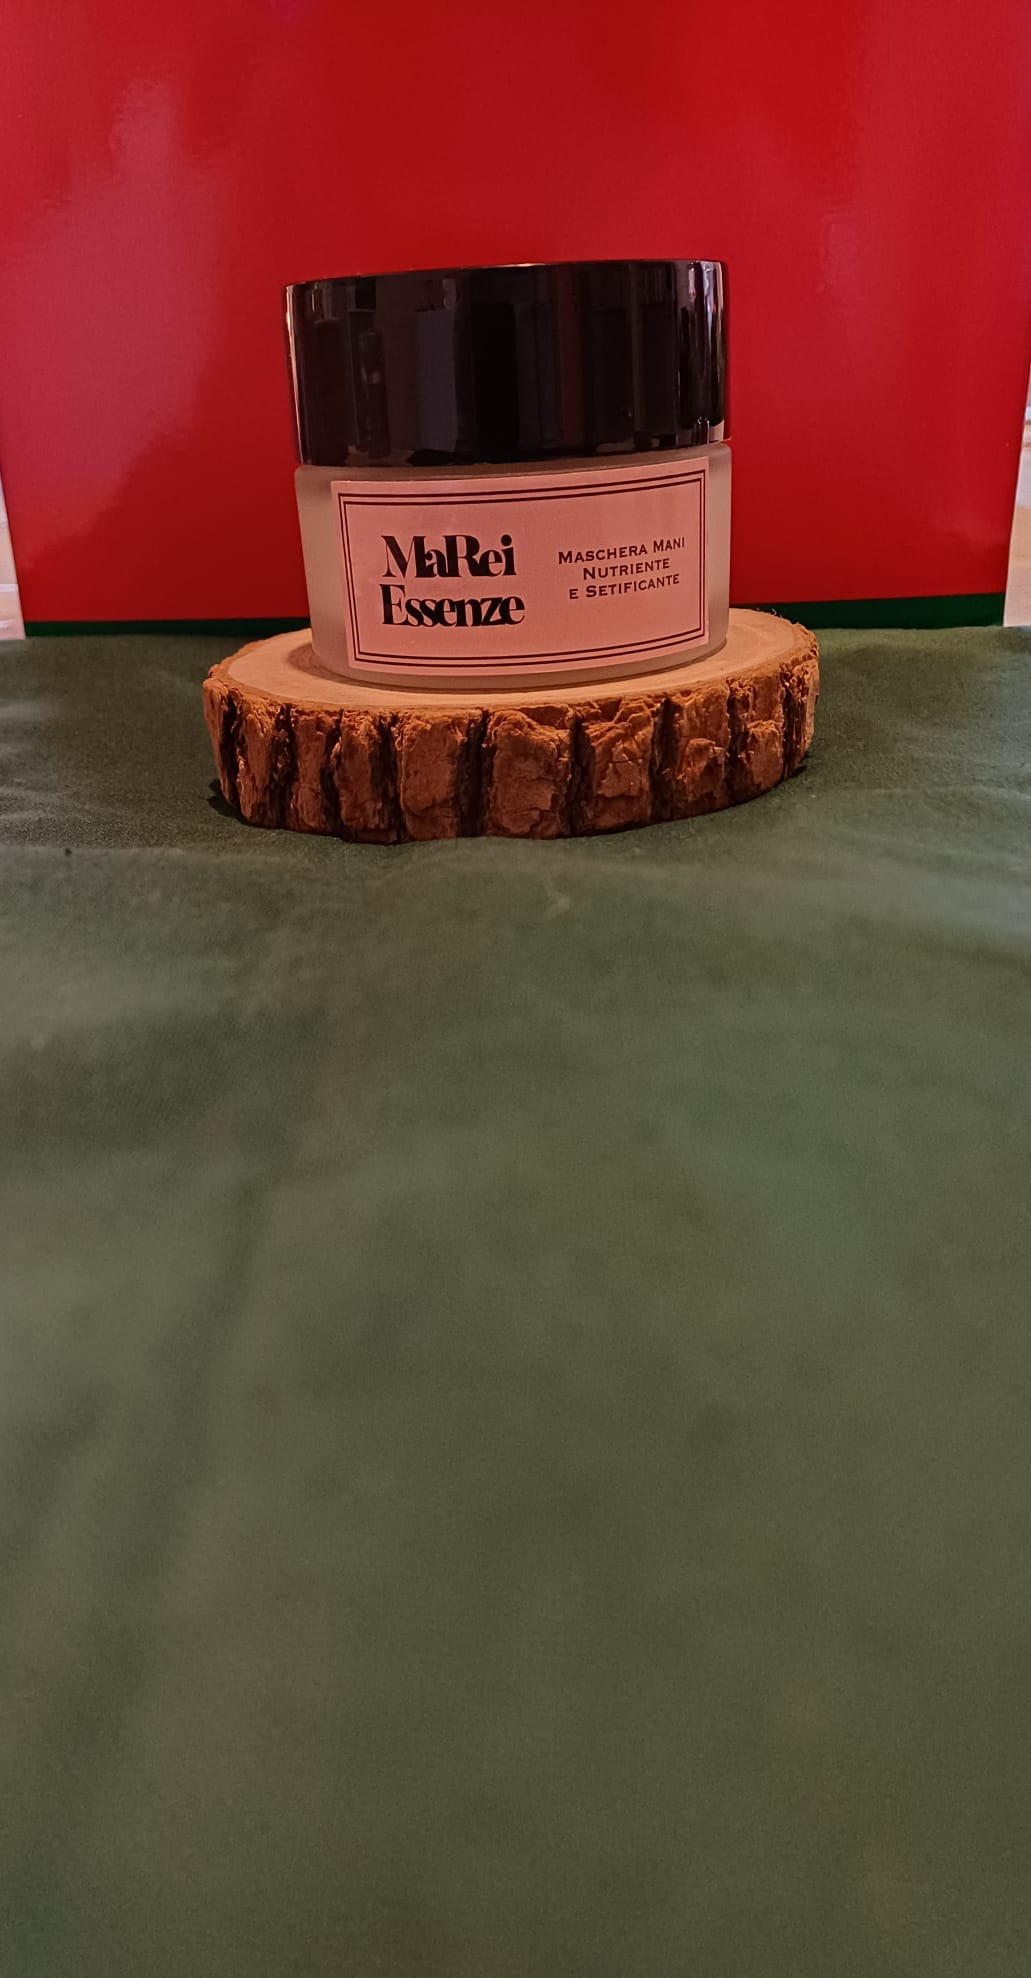 MaRei
Essenze
Maschera Mani
Nutriente
e Setificante